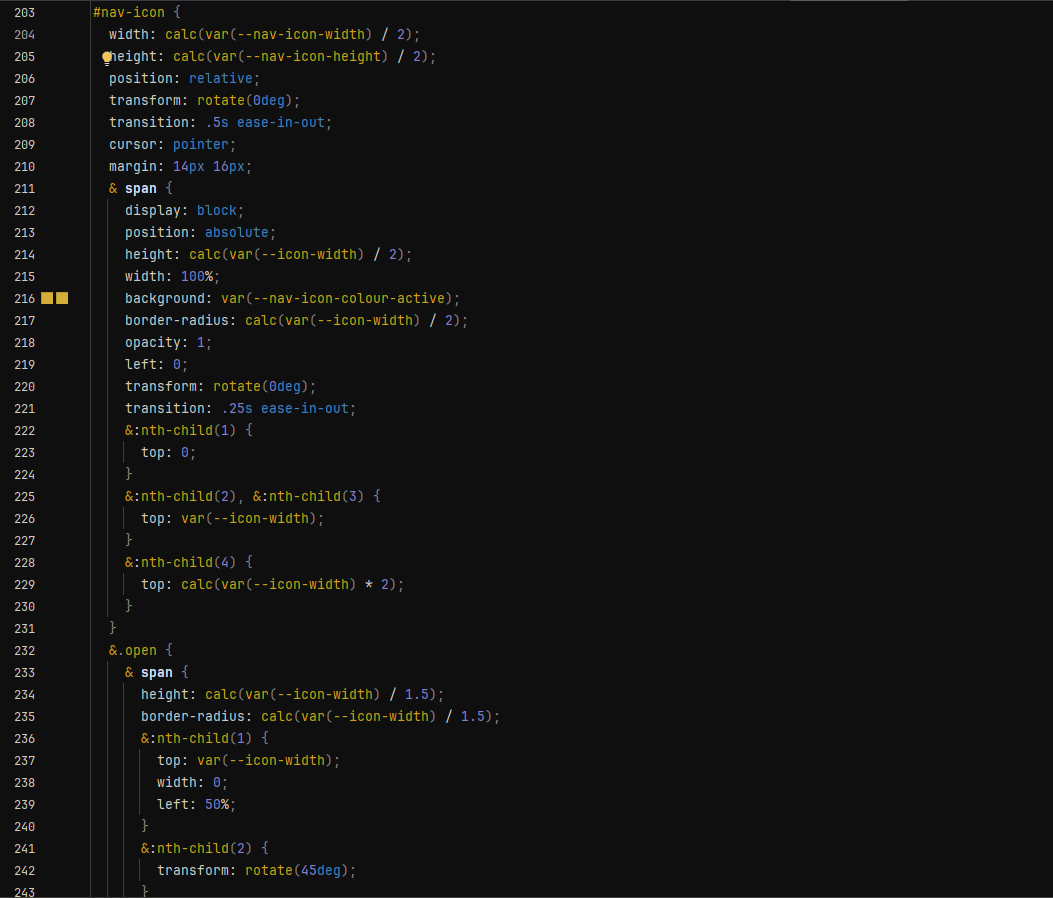 203 #nav-icon {
204 width: calc(var(--nav-icon-width) / 2);
205 height: calc(var(--nav-icon-height) / 2);
206 position: relative;
207 transform: rotate(0deg);
208 transition: .5s ease-in-out;
209 cursor: pointer;
210 margin: 14px 16px;
211 & span {
212 display: block;
213 position: absolute;
214 height: calc(var(--icon-width) / 2);
215 width: 100%;
216 background: var(--nav-icon-colour-active);
217 border-radius: calc(var(--icon-width) / 2);
218 opacity: 1;
219 left: 0;
220 transform: rotate(0deg);
221 transition: .25s ease-in-out;
222 &:nth-child(1) {
223 top: 0;
224 }
225 &:nth-child(2), &:nth-child(3) {
226 top: var(--icon-width);
227 }
228 &:nth-child(4) {
229 top: calc(var(--icon-width) * 2);
230 }
231 }
232 &.open {
233 & span {
234 height: calc(var(--icon-width) / 1.5);
235 border-radius: calc(var(--icon-width) / 1.5);
236 &:nth-child(1) {
237 top: var(--icon-width);
238 width: 0;
239 left: 50%;
240 }
241 &:nth-child(2) {
242 transform: rotate(45deg);
243 }